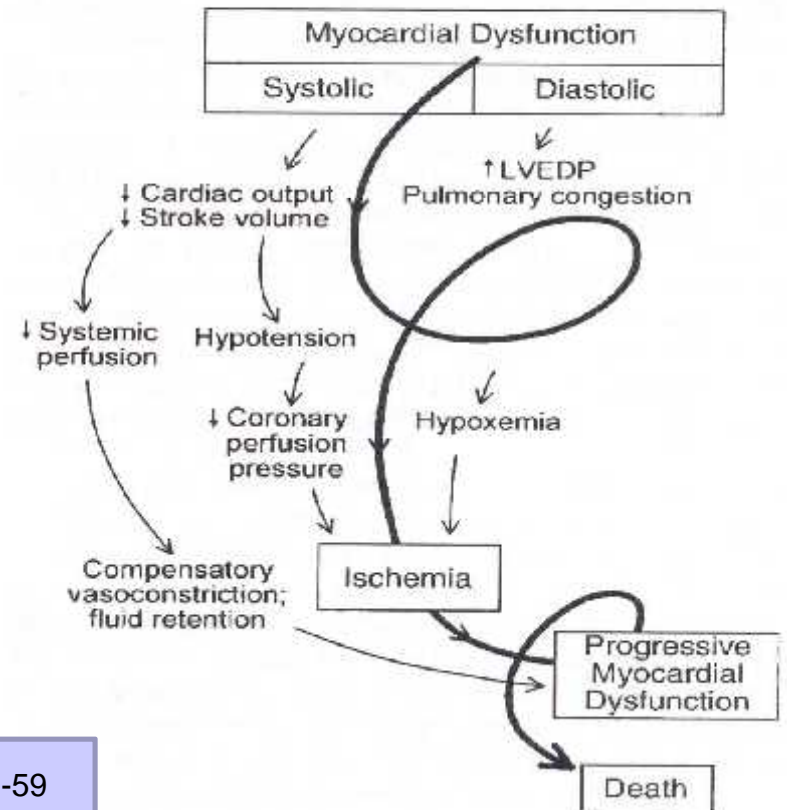 Myocardial Dysfunction
Systolic
Diastolic
↓ Cardiac output
↓ Stroke volume
↑ LVEDP
Pulmonary congestion
↓ Systemic
perfusion
Hypotension
↓ Coronary
perfusion
pressure
Hypoxemia
Compensatory
vasoconstriction;
fluid retention
Ischemia
Progressive
Myocardial
Dysfunction
Death
-59